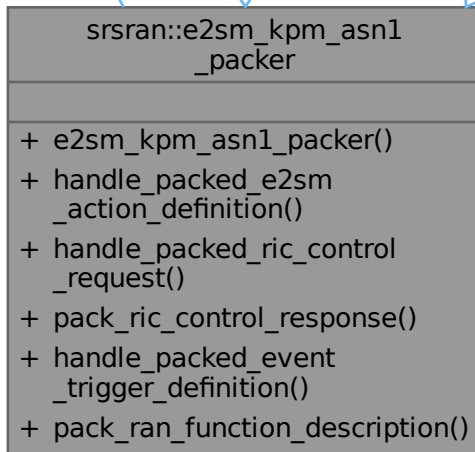 srsran::e2sm_kpm_asn1
_packer
+ e2sm_kpm_asn1_packer()
+ handle_packed_e2sm
_action_definition()
+ handle_packed_ric_control
_request()
+ pack_ric_control_response()
+ handle_packed_event
_trigger_definition()
+ pack_ran_function_description()